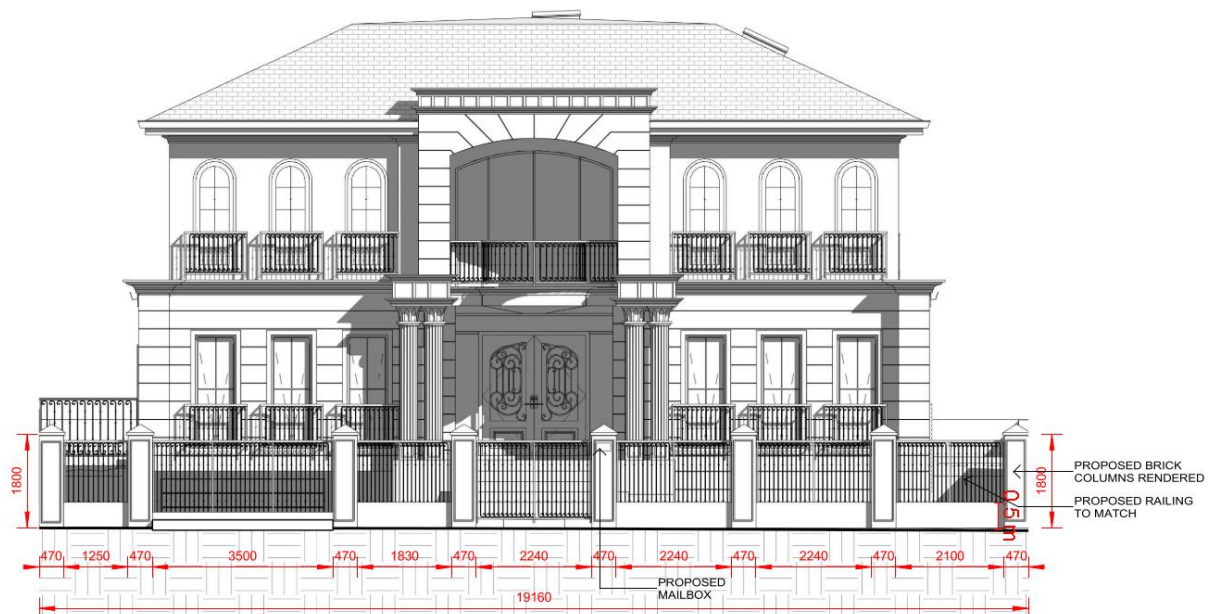 1800
1800
0/5 m
PROPOSED BRICK
COLUMNS RENDERED
PROPOSED RAILING
TO MATCH
470 1250 470 3500 470 1830 470 2240 470 2240 470 2240 470 2100 470
PROPOSED
MAILBOX
19160